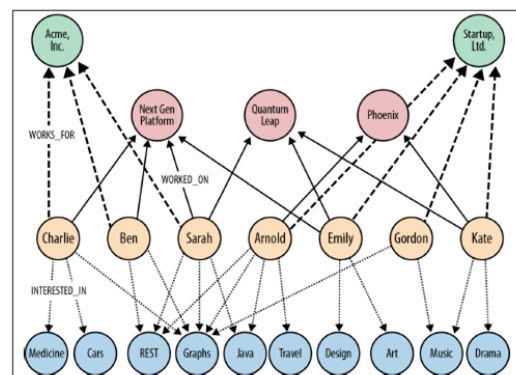 Acme,
Inc.
Startup,
Ltd.
Next Gen
Platform
Quantum
Leap
Phoenix
WORKS_FOR
WORKED_ON
Charlie
Ben
Sarah
Arnold
Emily
Gordon
Kate
INTERESTED_IN
Medicine
Cars
REST
Graphs
Java
Travel
Design
Art
Music
Drama